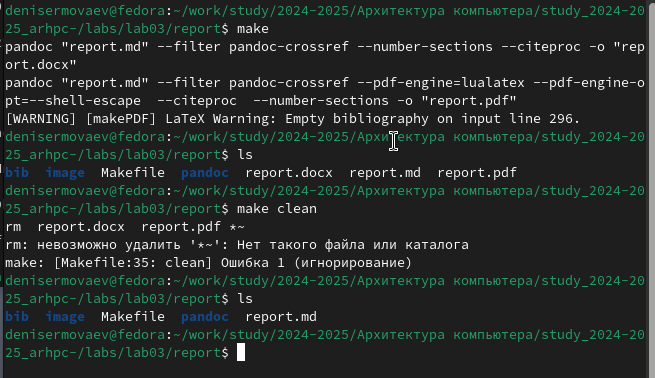 denisermovaev@fedora:~/work/study/2024-2025/Архитектура компьютера/study_2024-20
25_arhpc-/labs/lab03/report$ make
pandoc "report.md" --filter pandoc-crossref --number-sections --citeproc -o "rep
ort.docx"
pandoc "report.md" --filter pandoc-crossref --pdf-engine=lualatex --pdf-engine-o
pt=--shell-escape  --citeproc  --number-sections -o "report.pdf"
[WARNING] [makePDF] LaTeX Warning: Empty bibliography on input line 296.
denisermovaev@fedora:~/work/study/2024-2025/Архитектура компьютера/study_2024-20
25_arhpc-/labs/lab03/report$ ls
bib  image  Makefile  pandoc  report.docx  report.md  report.pdf
denisermovaev@fedora:~/work/study/2024-2025/Архитектура компьютера/study_2024-20
25_arhpc-/labs/lab03/report$ make clean
rm  report.docx  report.pdf *~
rm: невозможно удалить '*~': Нет такого файла или каталога
make: [Makefile:35: clean] Ошибка 1 (игнорирование)
denisermovaev@fedora:~/work/study/2024-2025/Архитектура компьютера/study_2024-20
25_arhpc-/labs/lab03/report$ ls
bib  image  Makefile  pandoc  report.md
denisermovaev@fedora:~/work/study/2024-2025/Архитектура компьютера/study_2024-20
25_arhpc-/labs/lab03/report$